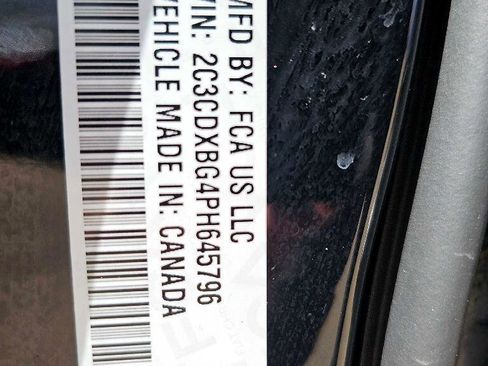 MFD BY: FCA US LLC
VIN: 2C3CDXBG4PH645796
VEHICLE MADE IN: CANADA